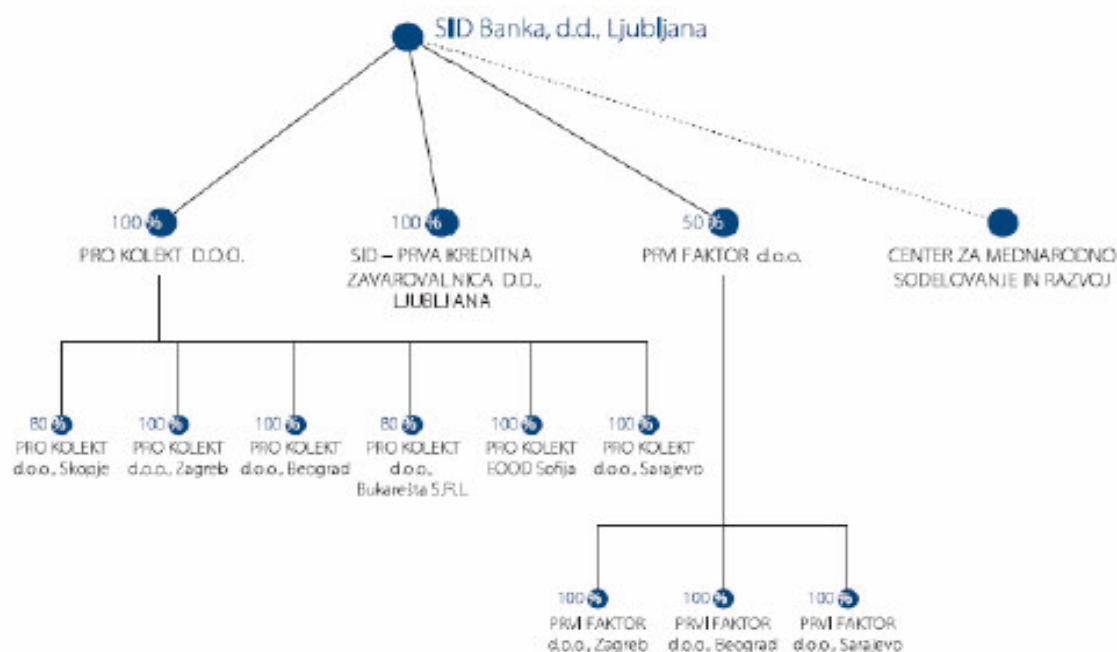 SID Banka, d.d., Ljubljana
100 %
PRO KOLEKT D.O.O.
100 %
SID – PRVA KREDITNA
ZAVAROVALNICA D.D.,
LJUBLJANA
50 %
PRVI FAKTOR d.o.o.
CENTER ZA MEDNARODNO
SODELOVANJE IN RAZVOJ
80 %
PRO KOLEKT
d.o.o., Skopje
100 %
PRO KOLEKT
d.o.o., Zagreb
100 %
PRO KOLEKT
d.o.o., Beograd
80 %
PRO KOLEKT
d.o.o.,
Bukarešta S.R.L.
100 %
PRO KOLEKT
EOOD Sofija
100 %
PRO KOLEKT
d.o.o., Sarajevo
100 %
PRVI FAKTOR
d.o.o., Zagreb
100 %
PRVI FAKTOR
d.o.o., Beograd
100 %
PRVI FAKTOR
d.o.o., Sarajevo